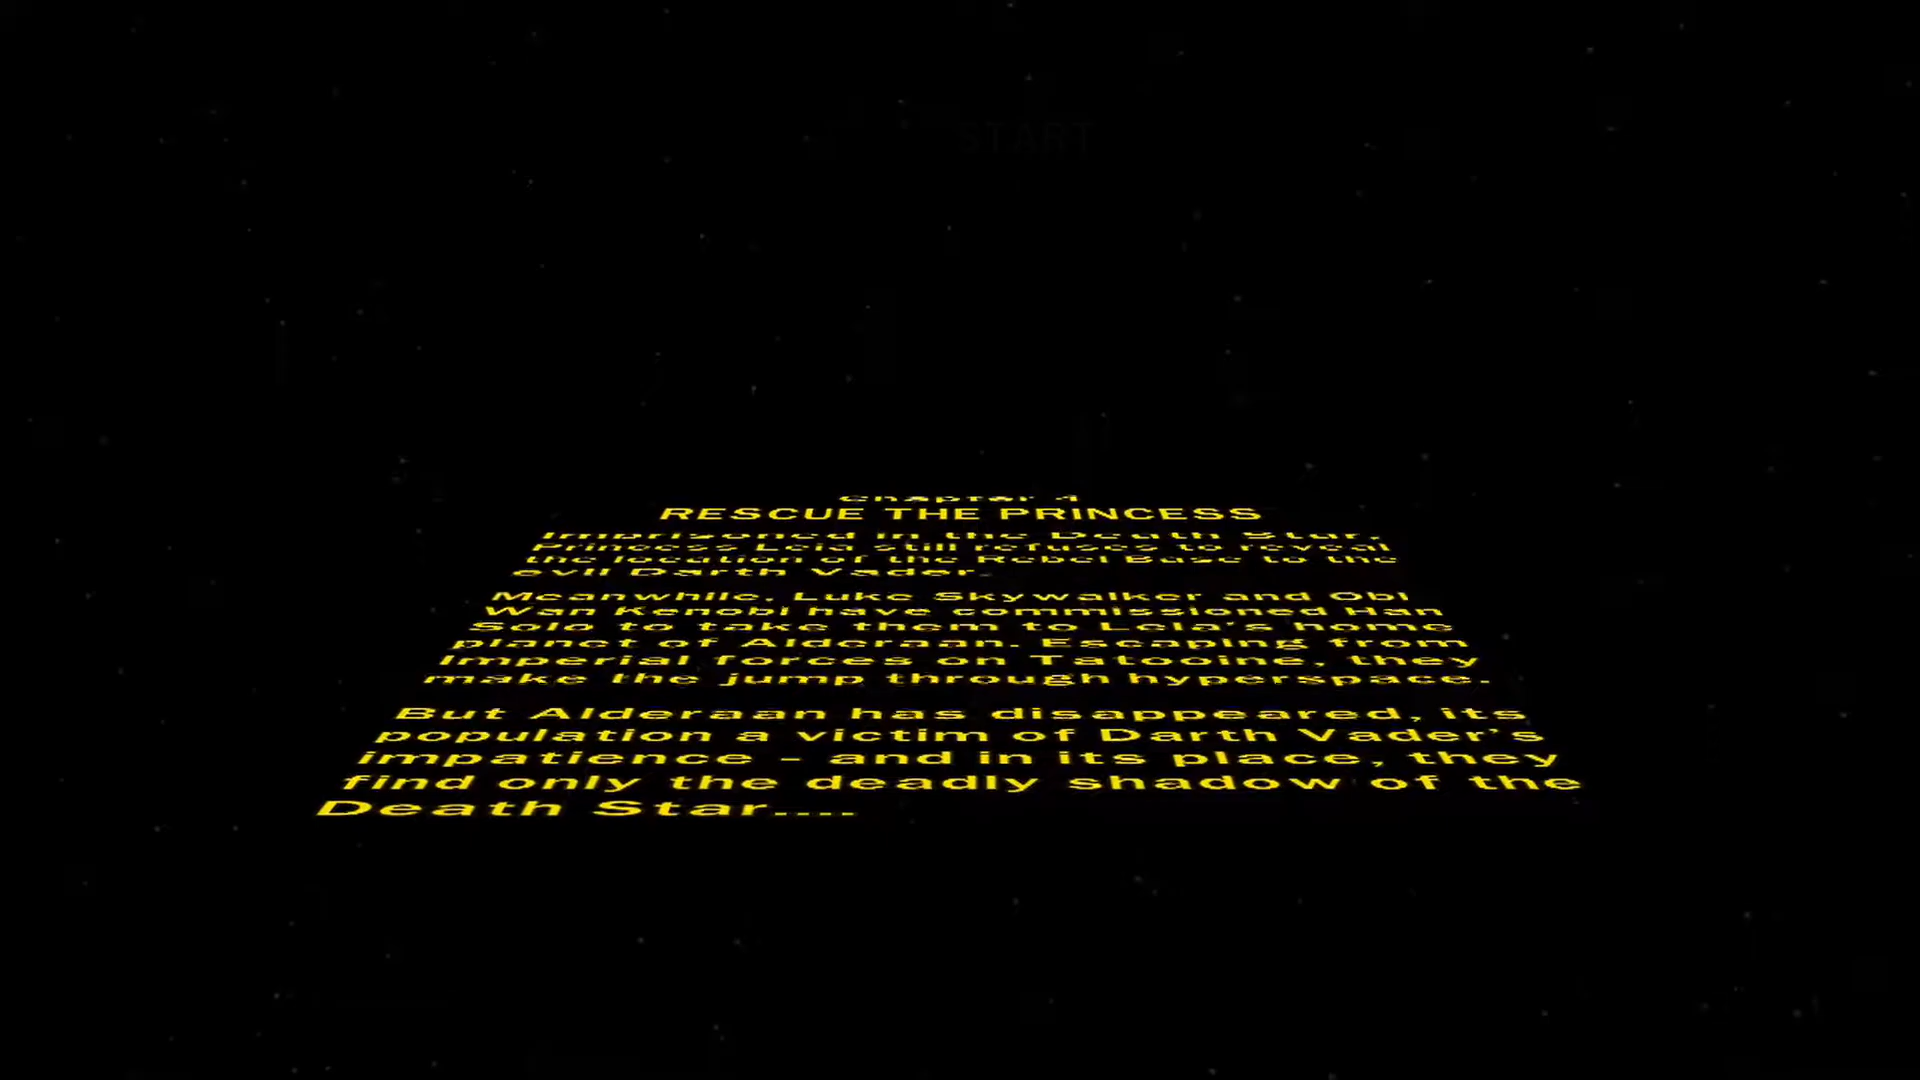 START
Chapter 4
RESCUE THE PRINCESS
Imprisoned in the Death Star,
Princess Leia still refuses to reveal
the location of the Rebel Base to the
evil Darth Vader.
Meanwhile, Luke Skywalker and Obi
Wan Kenobi have commissioned Han
Solo to take them to Leia's home
planet of Alderaan. Escaping from
Imperial forces on Tatooine, they
make the jump through hyperspace.
But Alderaan has disappeared, its
population a victim of Darth Vader's
impatience - and in its place, they
find only the deadly shadow of the
Death Star....